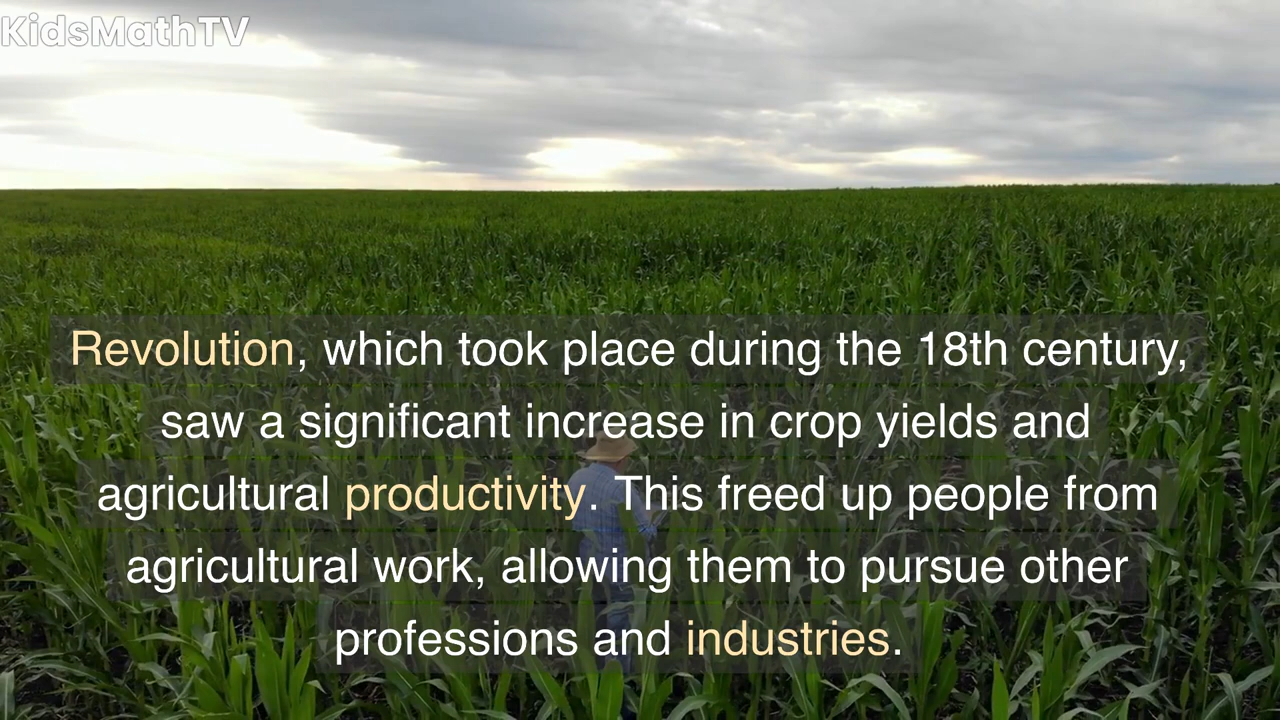 KidsMathTV
Revolution, which took place during the 18th century,
saw a significant increase in crop yields and
agricultural productivity. This freed up people from
agricultural work, allowing them to pursue other
professions and industries.